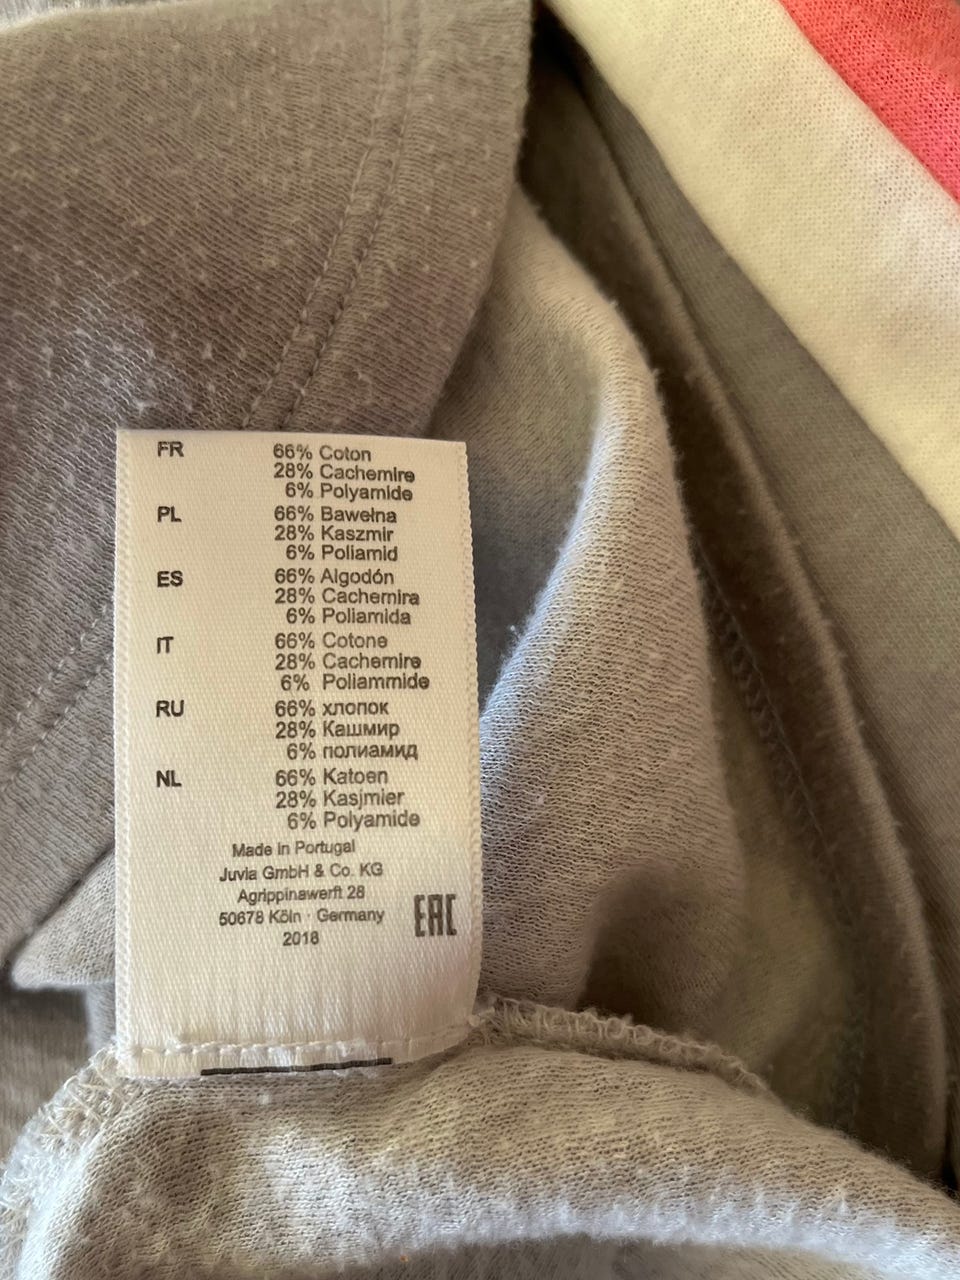 FR 66% Coton
28% Cachemire
6% Polyamide
PL 66% Bawełna
28% Kaszmir
6% Poliamid
ES 66% Algodón
28% Cachemira
6% Poliamida
IT 66% Cotone
28% Cachemire
6% Poliammide
RU 66% хлопок
28% Кашмир
6% полиамид
NL 66% Katoen
28% Kasjmier
6% Polyamide
Made in Portugal
Juvia GmbH & Co. KG
Agrippinawerft 28
50678 Köln · Germany
2018
EAC